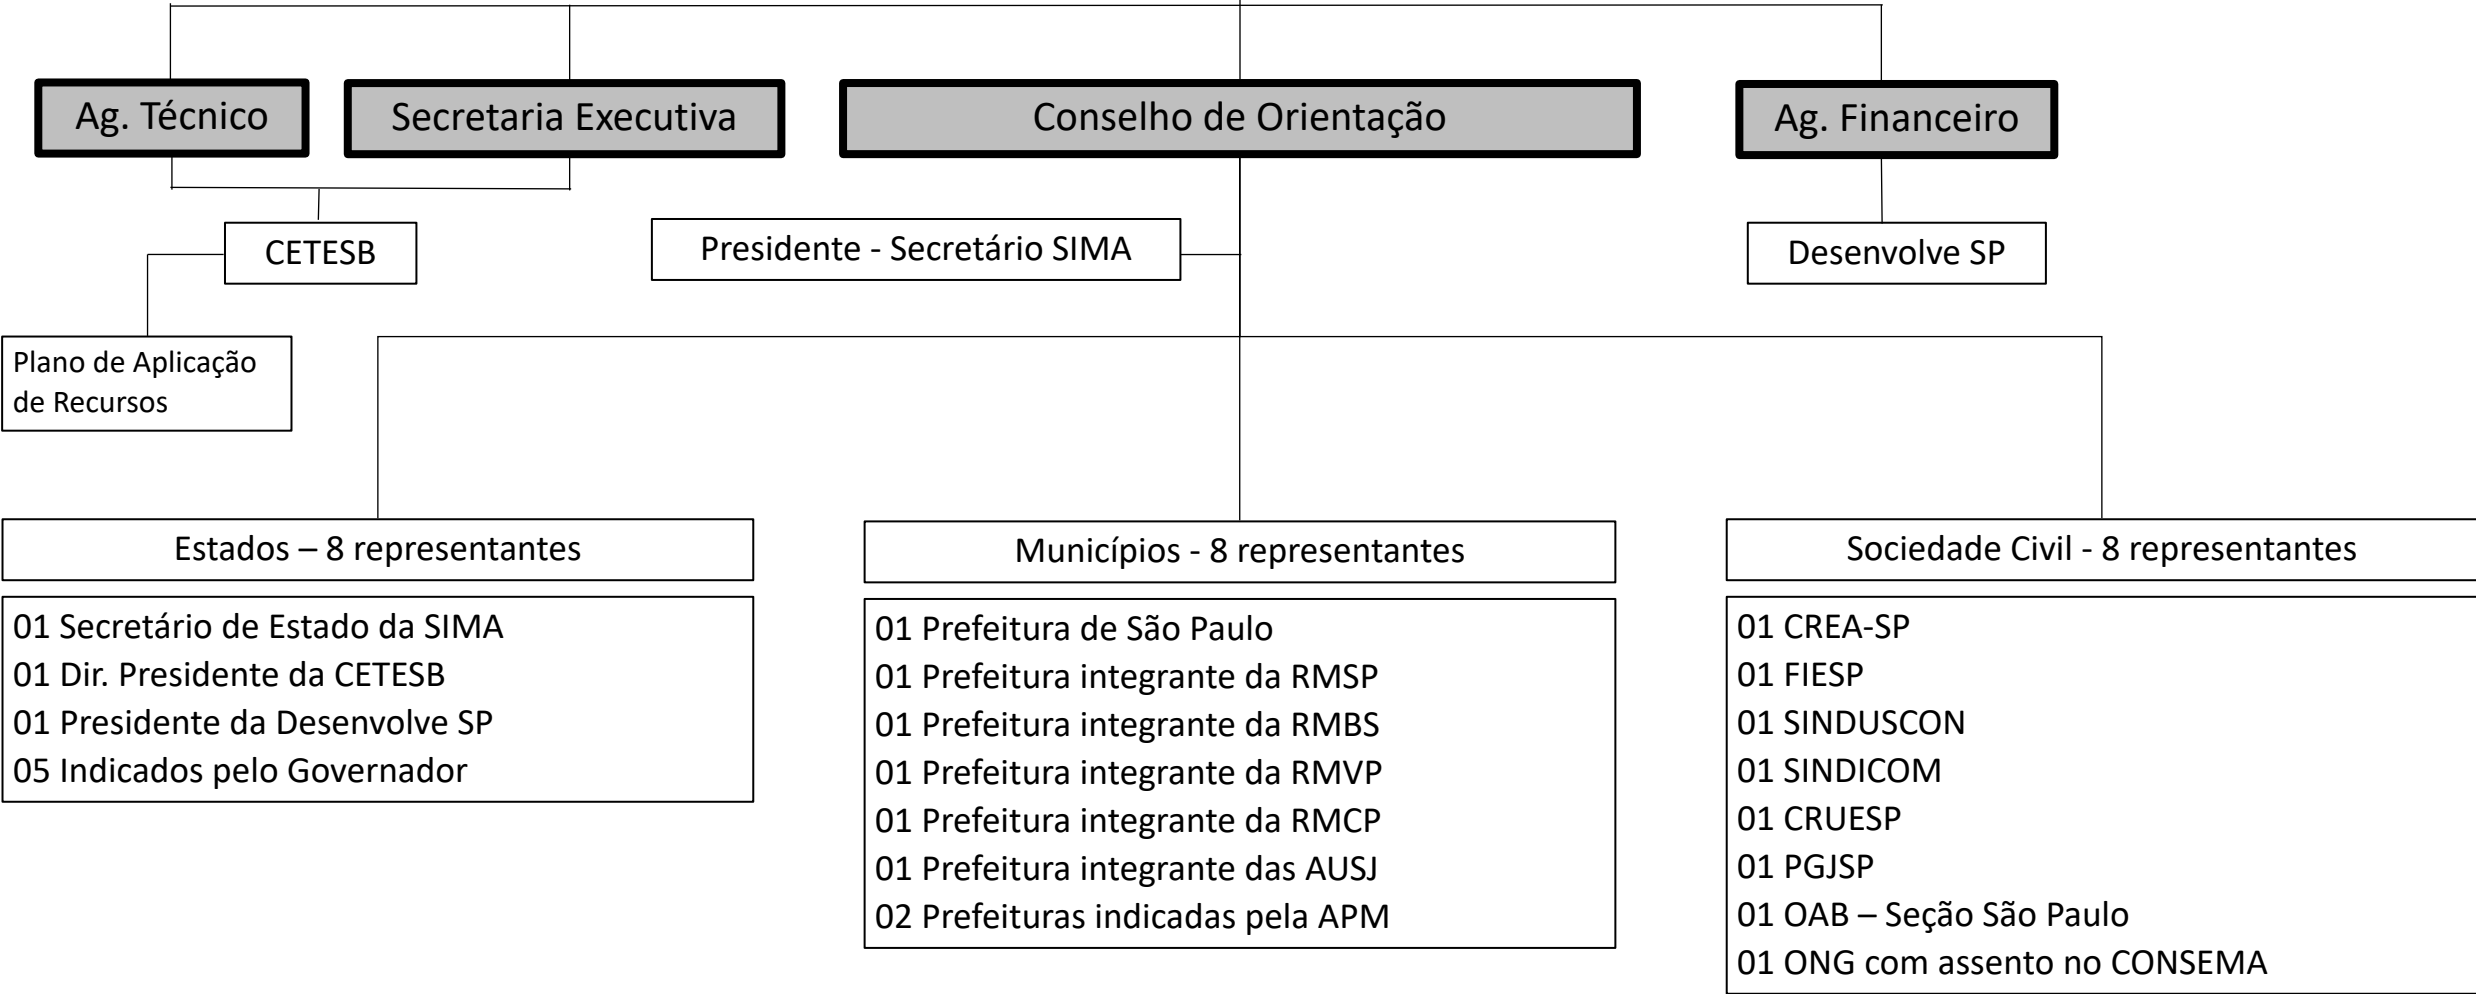 Ag. Técnico
Secretaria Executiva
Conselho de Orientação
Ag. Financeiro
CETESB
Presidente - Secretário SIMA
Desenvolve SP
Plano de Aplicação
de Recursos
Estados – 8 representantes
01 Secretário de Estado da SIMA
01 Dir. Presidente da CETESB
01 Presidente da Desenvolve SP
05 Indicados pelo Governador
Municípios - 8 representantes
01 Prefeitura de São Paulo
01 Prefeitura integrante da RMSP
01 Prefeitura integrante da RMBS
01 Prefeitura integrante da RMVP
01 Prefeitura integrante da RMCP
01 Prefeitura integrante das AUSJ
02 Prefeituras indicadas pela APM
Sociedade Civil - 8 representantes
01 CREA-SP
01 FIESP
01 SINDUSCON
01 SINDICOM
01 CRUESP
01 PGJSP
01 OAB – Seção São Paulo
01 ONG com assento no CONSEMA